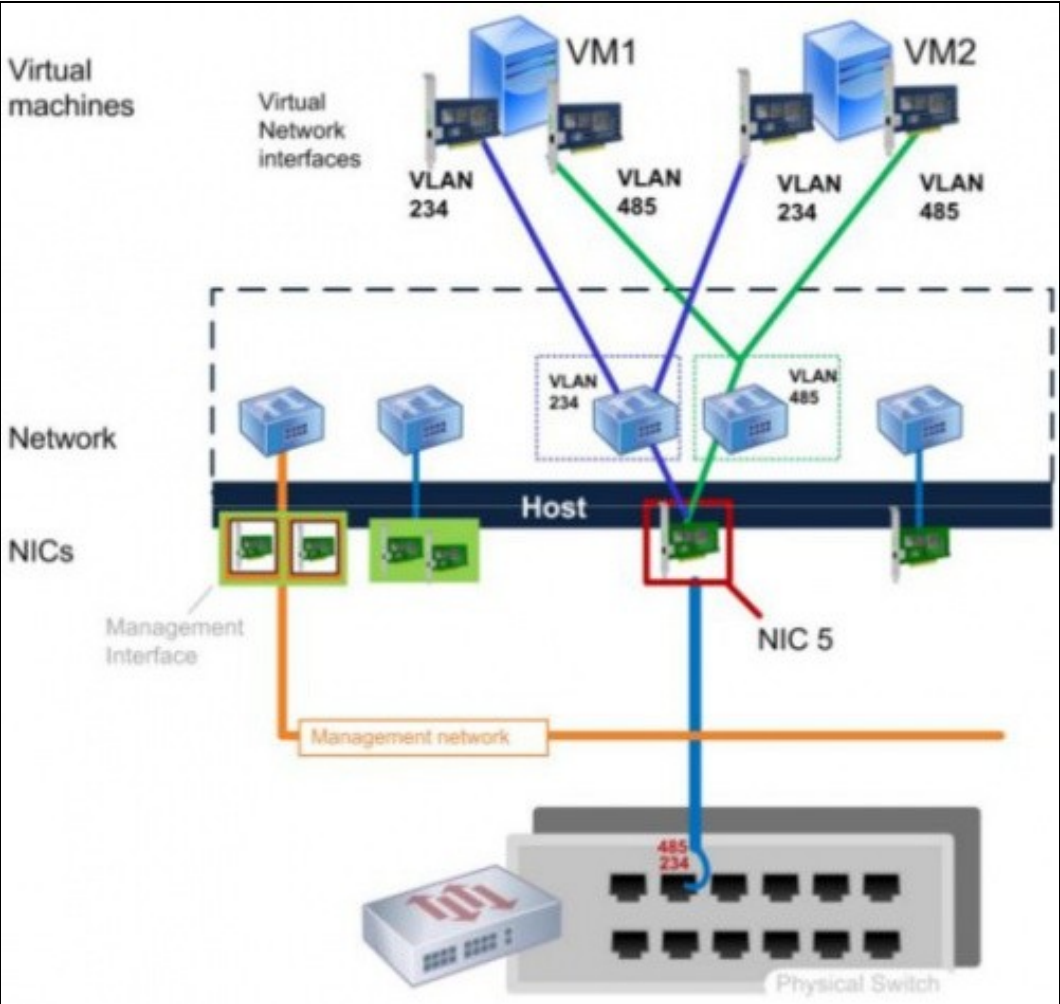 Virtual
machines
Virtual
Network
interfaces
VM1
VM2
VLAN
234
VLAN
485
VLAN
234
VLAN
485
VLAN
234
VLAN
485
Network
Host
NICs
Management
Interface
NIC 5
Management network
485
234
Physical Switch